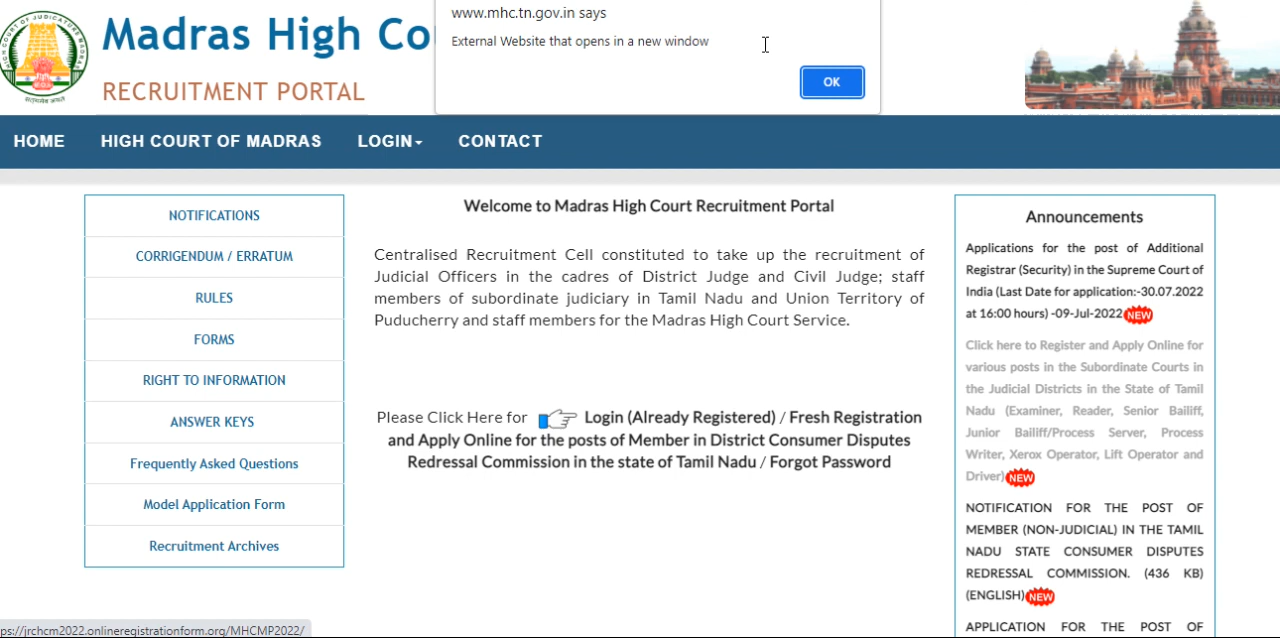 Madras High Co
RECRUITMENT PORTAL
www.mhc.tn.gov.in says
External Website that opens in a new window
OK
HOME
HIGH COURT OF MADRAS
LOGIN
CONTACT
NOTIFICATIONS
CORRIGENDUM / ERRATUM
RULES
FORMS
RIGHT TO INFORMATION
ANSWER KEYS
Frequently Asked Questions
Model Application Form
Recruitment Archives
Welcome to Madras High Court Recruitment Portal
Centralised Recruitment Cell constituted to take up the recruitment of
Judicial Officers in the cadres of District Judge and Civil Judge; staff
members of subordinate judiciary in Tamil Nadu and Union Territory of
Puducherry and staff members for the Madras High Court Service.
Please Click Here for Login (Already Registered) / Fresh Registration
and Apply Online for the posts of Member in District Consumer Disputes
Redressal Commission in the state of Tamil Nadu / Forgot Password
Announcements
Applications for the post of Additional
Registrar (Security) in the Supreme Court of
India (Last Date for application:-30.07.2022
at 16:00 hours) -09-Jul-2022 NEW
Click here to Register and Apply Online for
various posts in the Subordinate Courts in
the Judicial Districts in the State of Tamil
Nadu (Examiner, Reader, Senior Bailiff,
Junior Bailiff/Process Server, Process
Writer, Xerox Operator, Lift Operator and
Driver) NEW
NOTIFICATION FOR THE POST OF
MEMBER (NON-JUDICIAL) IN THE TAMIL
NADU STATE CONSUMER DISPUTES
REDRESSAL COMMISSION. (436 KB)
(ENGLISH) NEW
APPLICATION FOR THE POST OF
ps://jrchcm2022.onlineregistrationform.org/MHCMP2022/